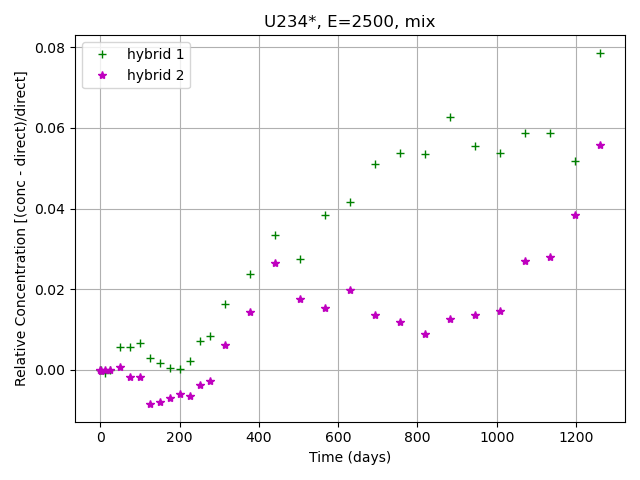 U234*, E=2500, mix
hybrid 1
hybrid 2
Relative Concentration [(conc - direct)/direct]
0.08
0.06
0.04
0.02
0.00
0 200 400 600 800 1000 1200
Time (days)